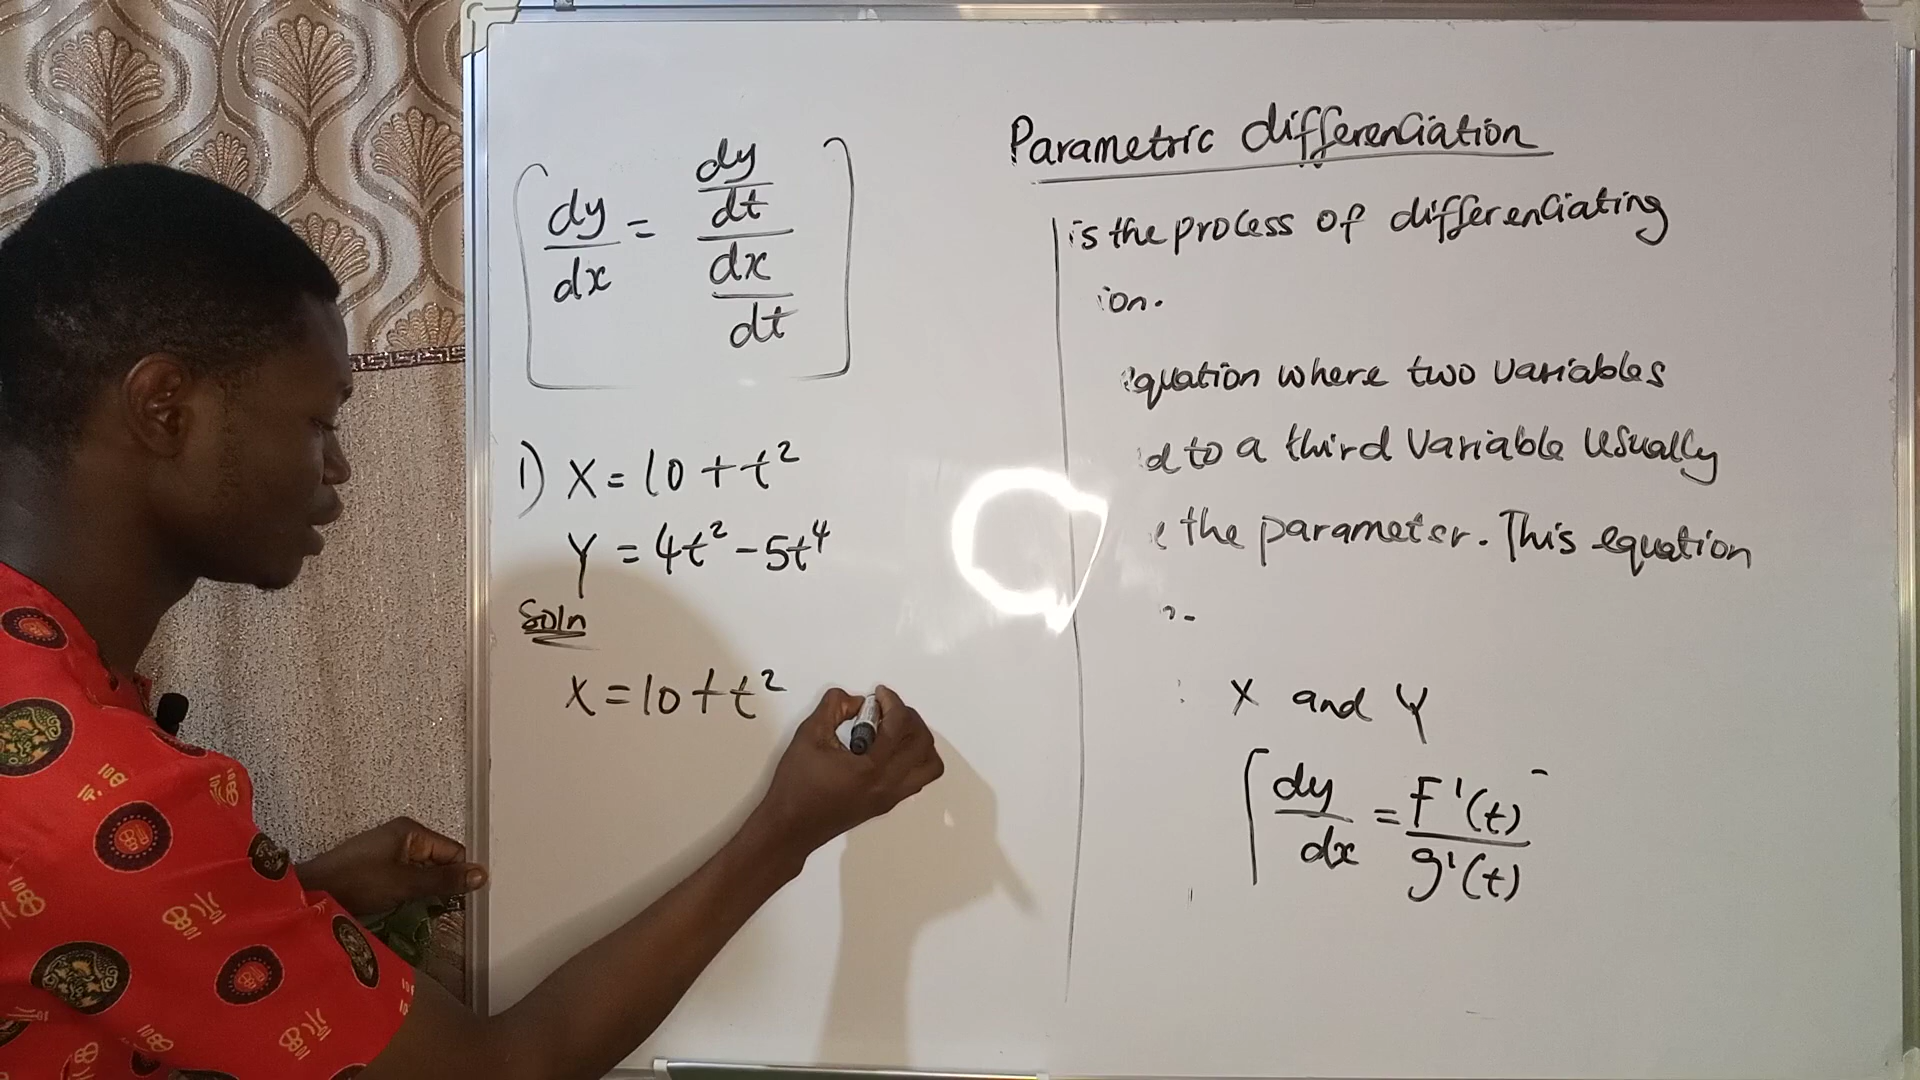 dy/dx = dy/dt / dx/dt
1) X = 10 + t²
Y = 4t² - 5t⁴
Soln
X = 10 + t²
Parametric differenciation
is the process of differenciating
ion.
quation where two variables
d to a third variable usually
the parameter. This equation
X and Y
dy/dx = F'(t)/g'(t)